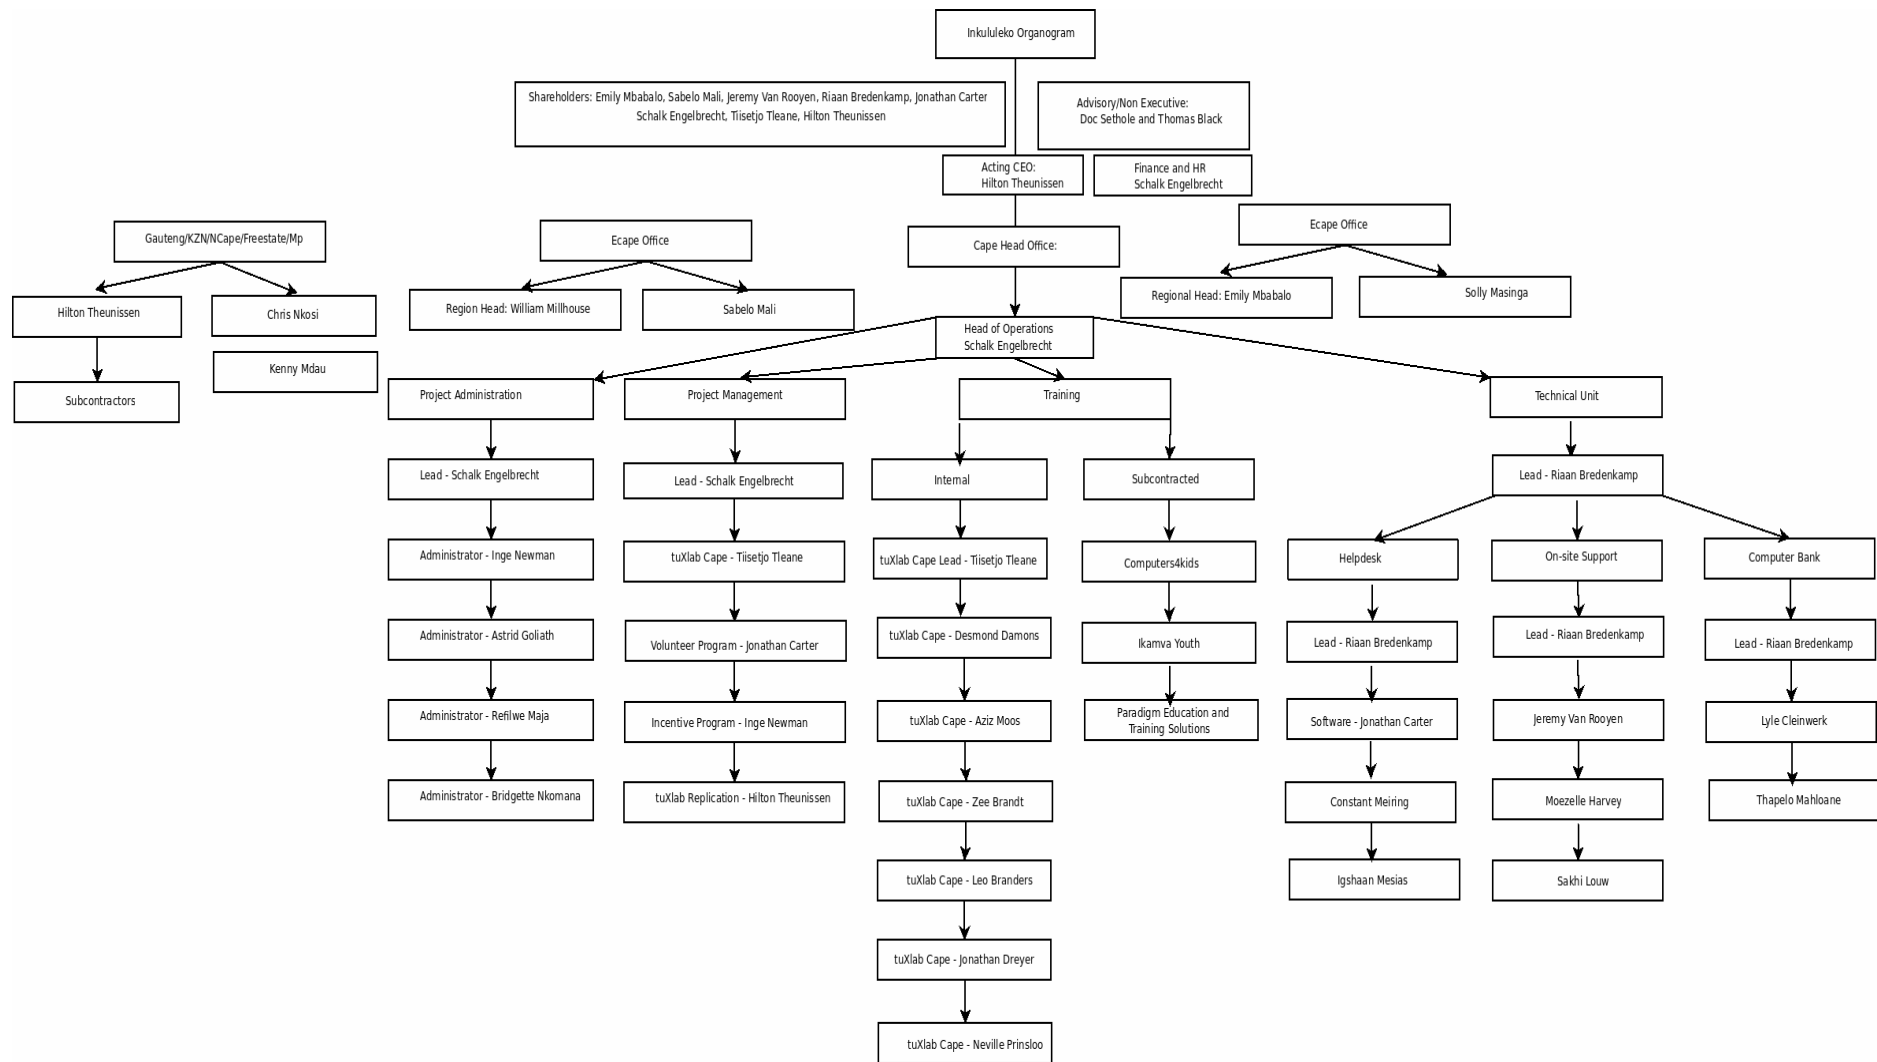 Inkululeko Organogram
Shareholders: Emily Mbabalo, Sabelo Mali, Jeremy Van Rooyen, Riaan Bredenkamp, Jonathan Carter
Schalk Engelbrecht, Tiisetjo Tleane, Hilton Theunissen
Advisory/Non Executive:
Doc Sethole and Thomas Black
Acting CEO:
Hilton Theunissen
Finance and HR
Schalk Engelbrecht
Gauteng/KZN/NCape/Freestate/Mp
Ecape Office
Cape Head Office:
Ecape Office
Hilton Theunissen
Chris Nkosi
Region Head: William Millhouse
Sabelo Mali
Regional Head: Emily Mbabalo
Solly Masinga
Kenny Mdau
Subcontractors
Head of Operations
Schalk Engelbrecht
Project Administration
Lead - Schalk Engelbrecht
Administrator - Inge Newman
Administrator - Astrid Goliath
Administrator - Refilwe Maja
Administrator - Bridgette Nkomana
Project Management
Lead - Schalk Engelbrecht
tuXlab Cape - Tiisetjo Tleane
Volunteer Program - Jonathan Carter
Incentive Program - Inge Newman
tuXlab Replication - Hilton Theunissen
Training
Internal
tuXlab Cape Lead - Tiisetjo Tleane
tuXlab Cape - Desmond Damons
tuXlab Cape - Aziz Moos
tuXlab Cape - Zee Brandt
tuXlab Cape - Leo Branders
tuXlab Cape - Jonathan Dreyer
tuXlab Cape - Neville Prinsloo
Subcontracted
Computers4kids
Ikamva Youth
Paradigm Education and
Training Solutions
Technical Unit
Lead - Riaan Bredenkamp
Helpdesk
Lead - Riaan Bredenkamp
Software - Jonathan Carter
Constant Meiring
Igshaan Mesias
On-site Support
Lead - Riaan Bredenkamp
Jeremy Van Rooyen
Moezelle Harvey
Sakhi Louw
Computer Bank
Lead - Riaan Bredenkamp
Lyle Cleinwerk
Thapelo Mahloane